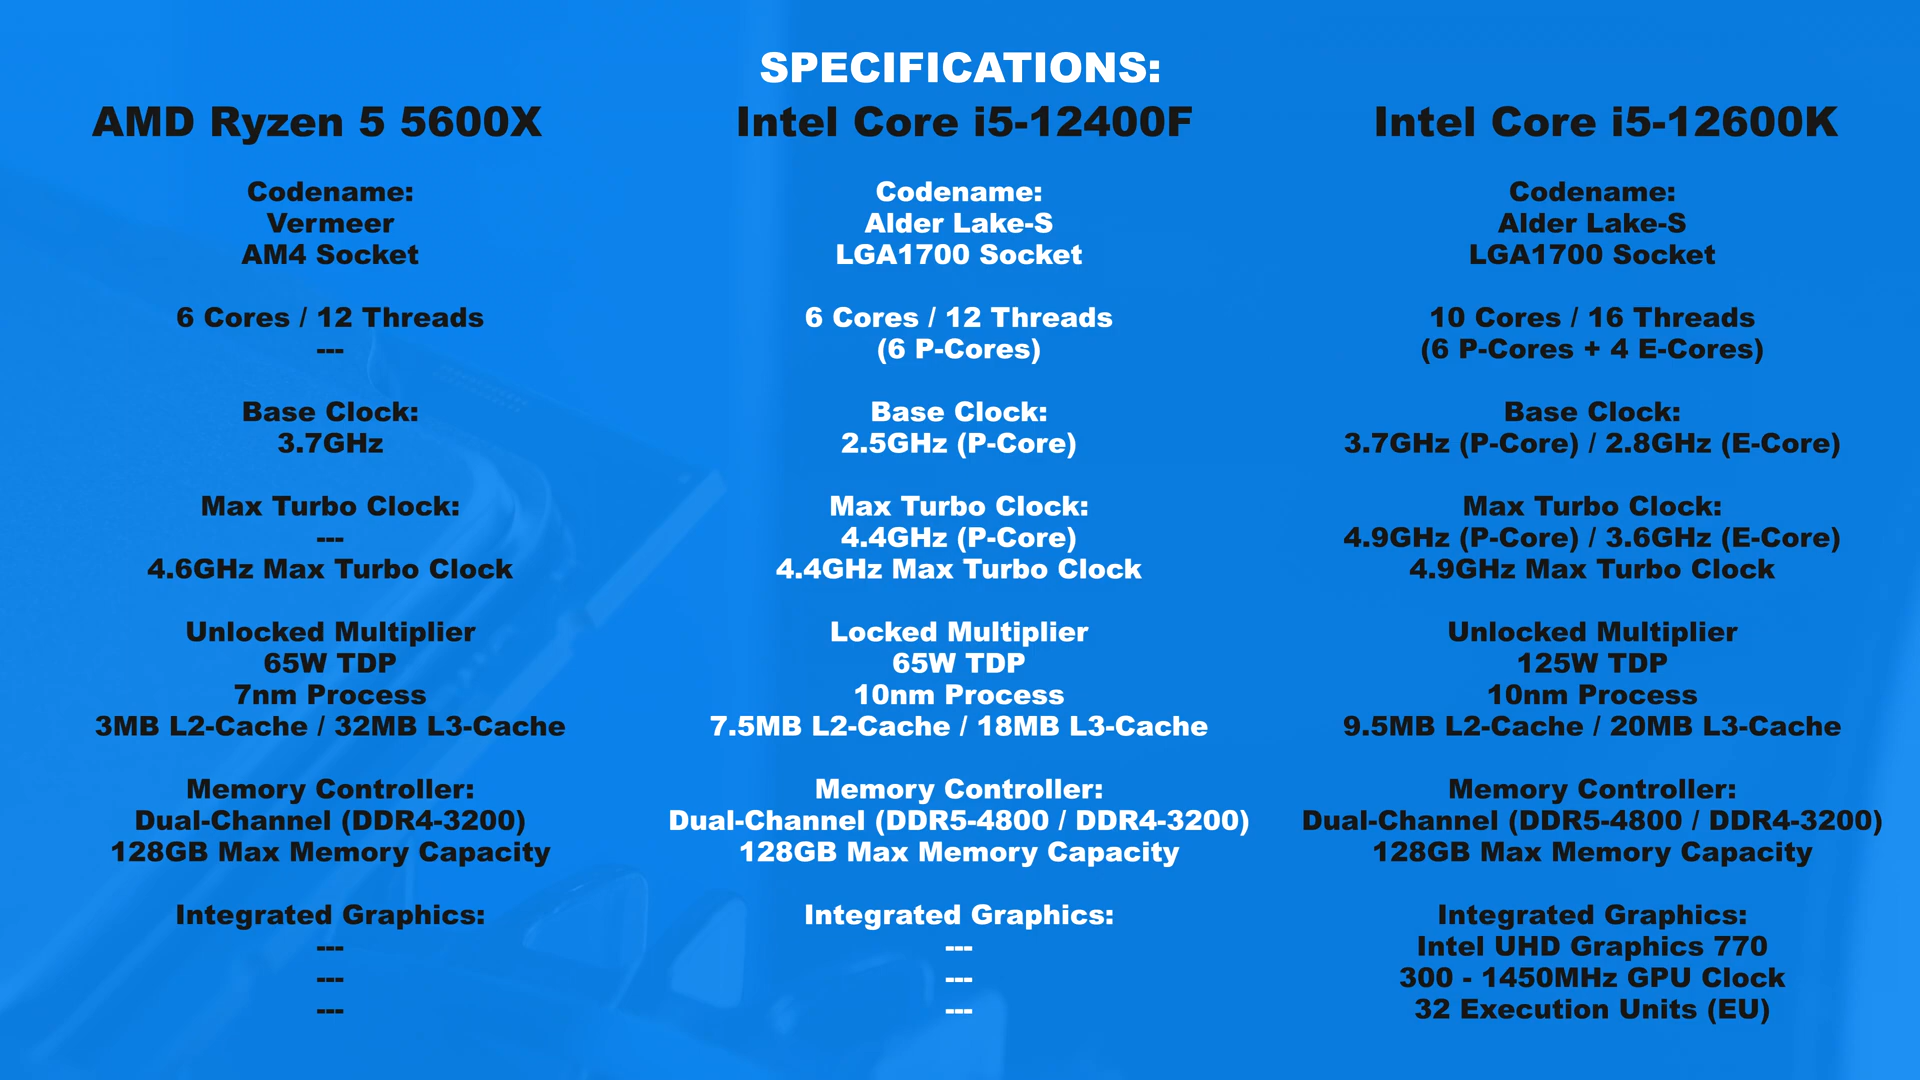 SPECIFICATIONS:
AMD Ryzen 5 5600X
Codename:
Vermeer
AM4 Socket
6 Cores / 12 Threads
---
Base Clock:
3.7GHz
Max Turbo Clock:
---
4.6GHz Max Turbo Clock
Unlocked Multiplier
65W TDP
7nm Process
3MB L2-Cache / 32MB L3-Cache
Memory Controller:
Dual-Channel (DDR4-3200)
128GB Max Memory Capacity
Integrated Graphics:
---
---
---
Intel Core i5-12400F
Codename:
Alder Lake-S
LGA1700 Socket
6 Cores / 12 Threads
(6 P-Cores)
Base Clock:
2.5GHz (P-Core)
Max Turbo Clock:
4.4GHz (P-Core)
4.4GHz Max Turbo Clock
Locked Multiplier
65W TDP
10nm Process
7.5MB L2-Cache / 18MB L3-Cache
Memory Controller:
Dual-Channel (DDR5-4800 / DDR4-3200)
128GB Max Memory Capacity
Integrated Graphics:
---
---
---
Intel Core i5-12600K
Codename:
Alder Lake-S
LGA1700 Socket
10 Cores / 16 Threads
(6 P-Cores + 4 E-Cores)
Base Clock:
3.7GHz (P-Core) / 2.8GHz (E-Core)
Max Turbo Clock:
4.9GHz (P-Core) / 3.6GHz (E-Core)
4.9GHz Max Turbo Clock
Unlocked Multiplier
125W TDP
10nm Process
9.5MB L2-Cache / 20MB L3-Cache
Memory Controller:
Dual-Channel (DDR5-4800 / DDR4-3200)
128GB Max Memory Capacity
Integrated Graphics:
Intel UHD Graphics 770
300 - 1450MHz GPU Clock
32 Execution Units (EU)